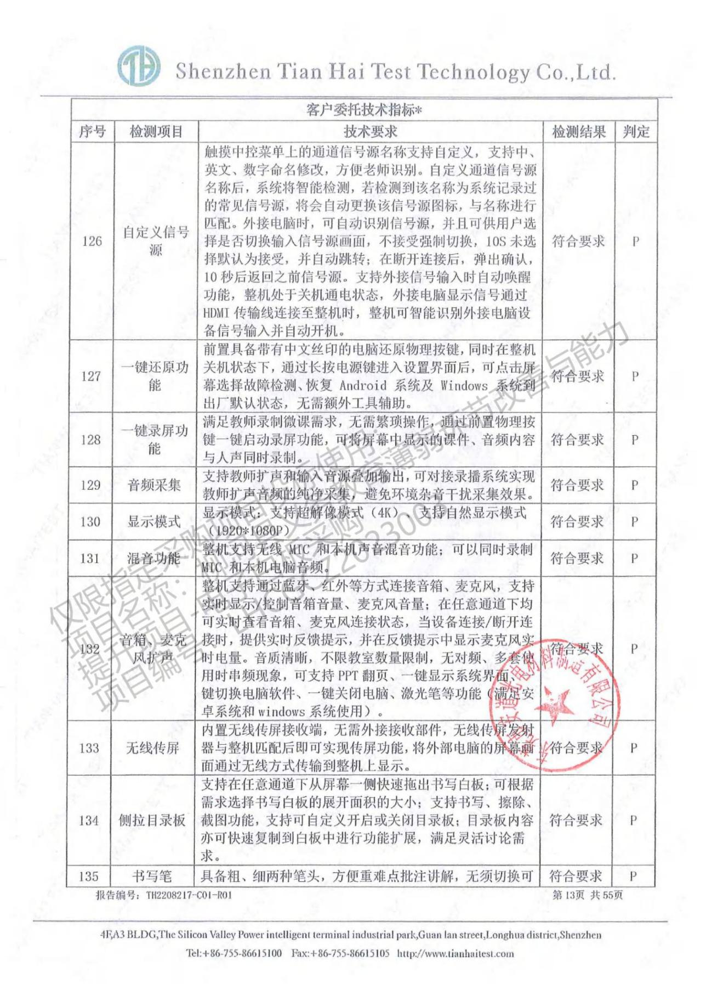 TH
Shenzhen Tian Hai Test Technology Co.,Ltd.
客户委托技术指标*
序号 检测项目 技术要求 检测结果 判定
触摸中控菜单上的通道信号源名称支持自定义，支持中、
英文、数字命名修改，方便老师识别。自定义通道信号源
名称后，系统将智能检测，若检测到该名称为系统记录过
的常见信号源，将会自动更换该信号源图标，与名称进行
匹配。外接电脑时，可自动识别信号源，并且可供用户选
126 自定义信号源 择是否切换输入信号源画面，不接受强制切换，10S 未选 符合要求 P
择默认为接受，并自动跳转；在断开连接后，弹出确认，
10 秒后返回之前信号源。支持外接信号输入时自动唤醒
功能，整机处于关机通电状态，外接电脑显示信号通过
HDMI 传输线连接至整机时，整机可智能识别外接电脑设
备信号输入并自动开机。
前置具备带有中文丝印的电脑还原物理按键，同时在整机
127 一键还原功能 关机状态下，通过长按电源键进入设置界面后，可点击屏 符合要求 P
幕选择故障检测、恢复 Android 系统及 Windows 系统到
出厂默认状态，无需额外工具辅助。
满足教师录制微课需求，无需繁琐操作，通过前置物理按
128 一键录屏功能 键一键启动录屏功能，可将屏幕中显示的课件、音频内容 符合要求 P
与人声同时录制。
129 音频采集 支持教师扩声和输入音源叠加输出，可对接录播系统实现 符合要求 P
教师扩声音频的纯净采集，避免环境杂音干扰采集效果。
130 显示模式 显示模式：支持超解像模式（4K）、支持自然显示模式 符合要求 P
（1920*1080P）
131 混音功能 整机支持无线 MIC 和本机声音混音功能；可以同时录制 符合要求 P
MIC 和本机电脑音频。
整机支持通过蓝牙、红外等方式连接音箱、麦克风，支持
实时显示/控制音箱音量、麦克风音量；在任意通道下均
可实时查看音箱、麦克风连接状态，当设备连接/断开连
132 音箱、麦克风扩声 接时，提供实时反馈提示，并在反馈提示中显示麦克风实 符合要求 P
时电量。音质清晰，不限教室数量限制，无对频、多套使
用时串频现象，可支持 PPT 翻页、一键显示系统界面、
键切换电脑软件、一键关闭电脑、激光笔等功能（满足安
卓系统和 windows 系统使用）。
内置无线传屏接收端，无需外接接收部件，无线传屏发射
133 无线传屏 器与整机匹配后即可实现传屏功能，将外部电脑的屏幕画 符合要求 P
面通过无线方式传输到整机上显示。
支持在任意通道下从屏幕一侧快速拖出书写白板；可根据
需求选择书写白板的展开面积的大小；支持书写、擦除、
134 侧拉目录板 截图功能，支持可自定义开启或关闭目录板；目录板内容 符合要求 P
亦可快速复制到白板中进行功能扩展，满足灵活讨论需
求。
135 书写笔 具备粗、细两种笔头，方便重难点批注讲解，无须切换可 符合要求 P
报告编号：TH2208217-C01-R01 第 13页 共 55页
4F,A3 BLDG,The Silicon Valley Power intelligent terminal industrial park,Guan lan street,Longhua district,Shenzhen
Tel:+86-755-86615100 Fax:+86-755-86615105 http://www.tianhaitest.com
仅限指定采购项目投标使用：
义务教育薄弱环节改善与能力